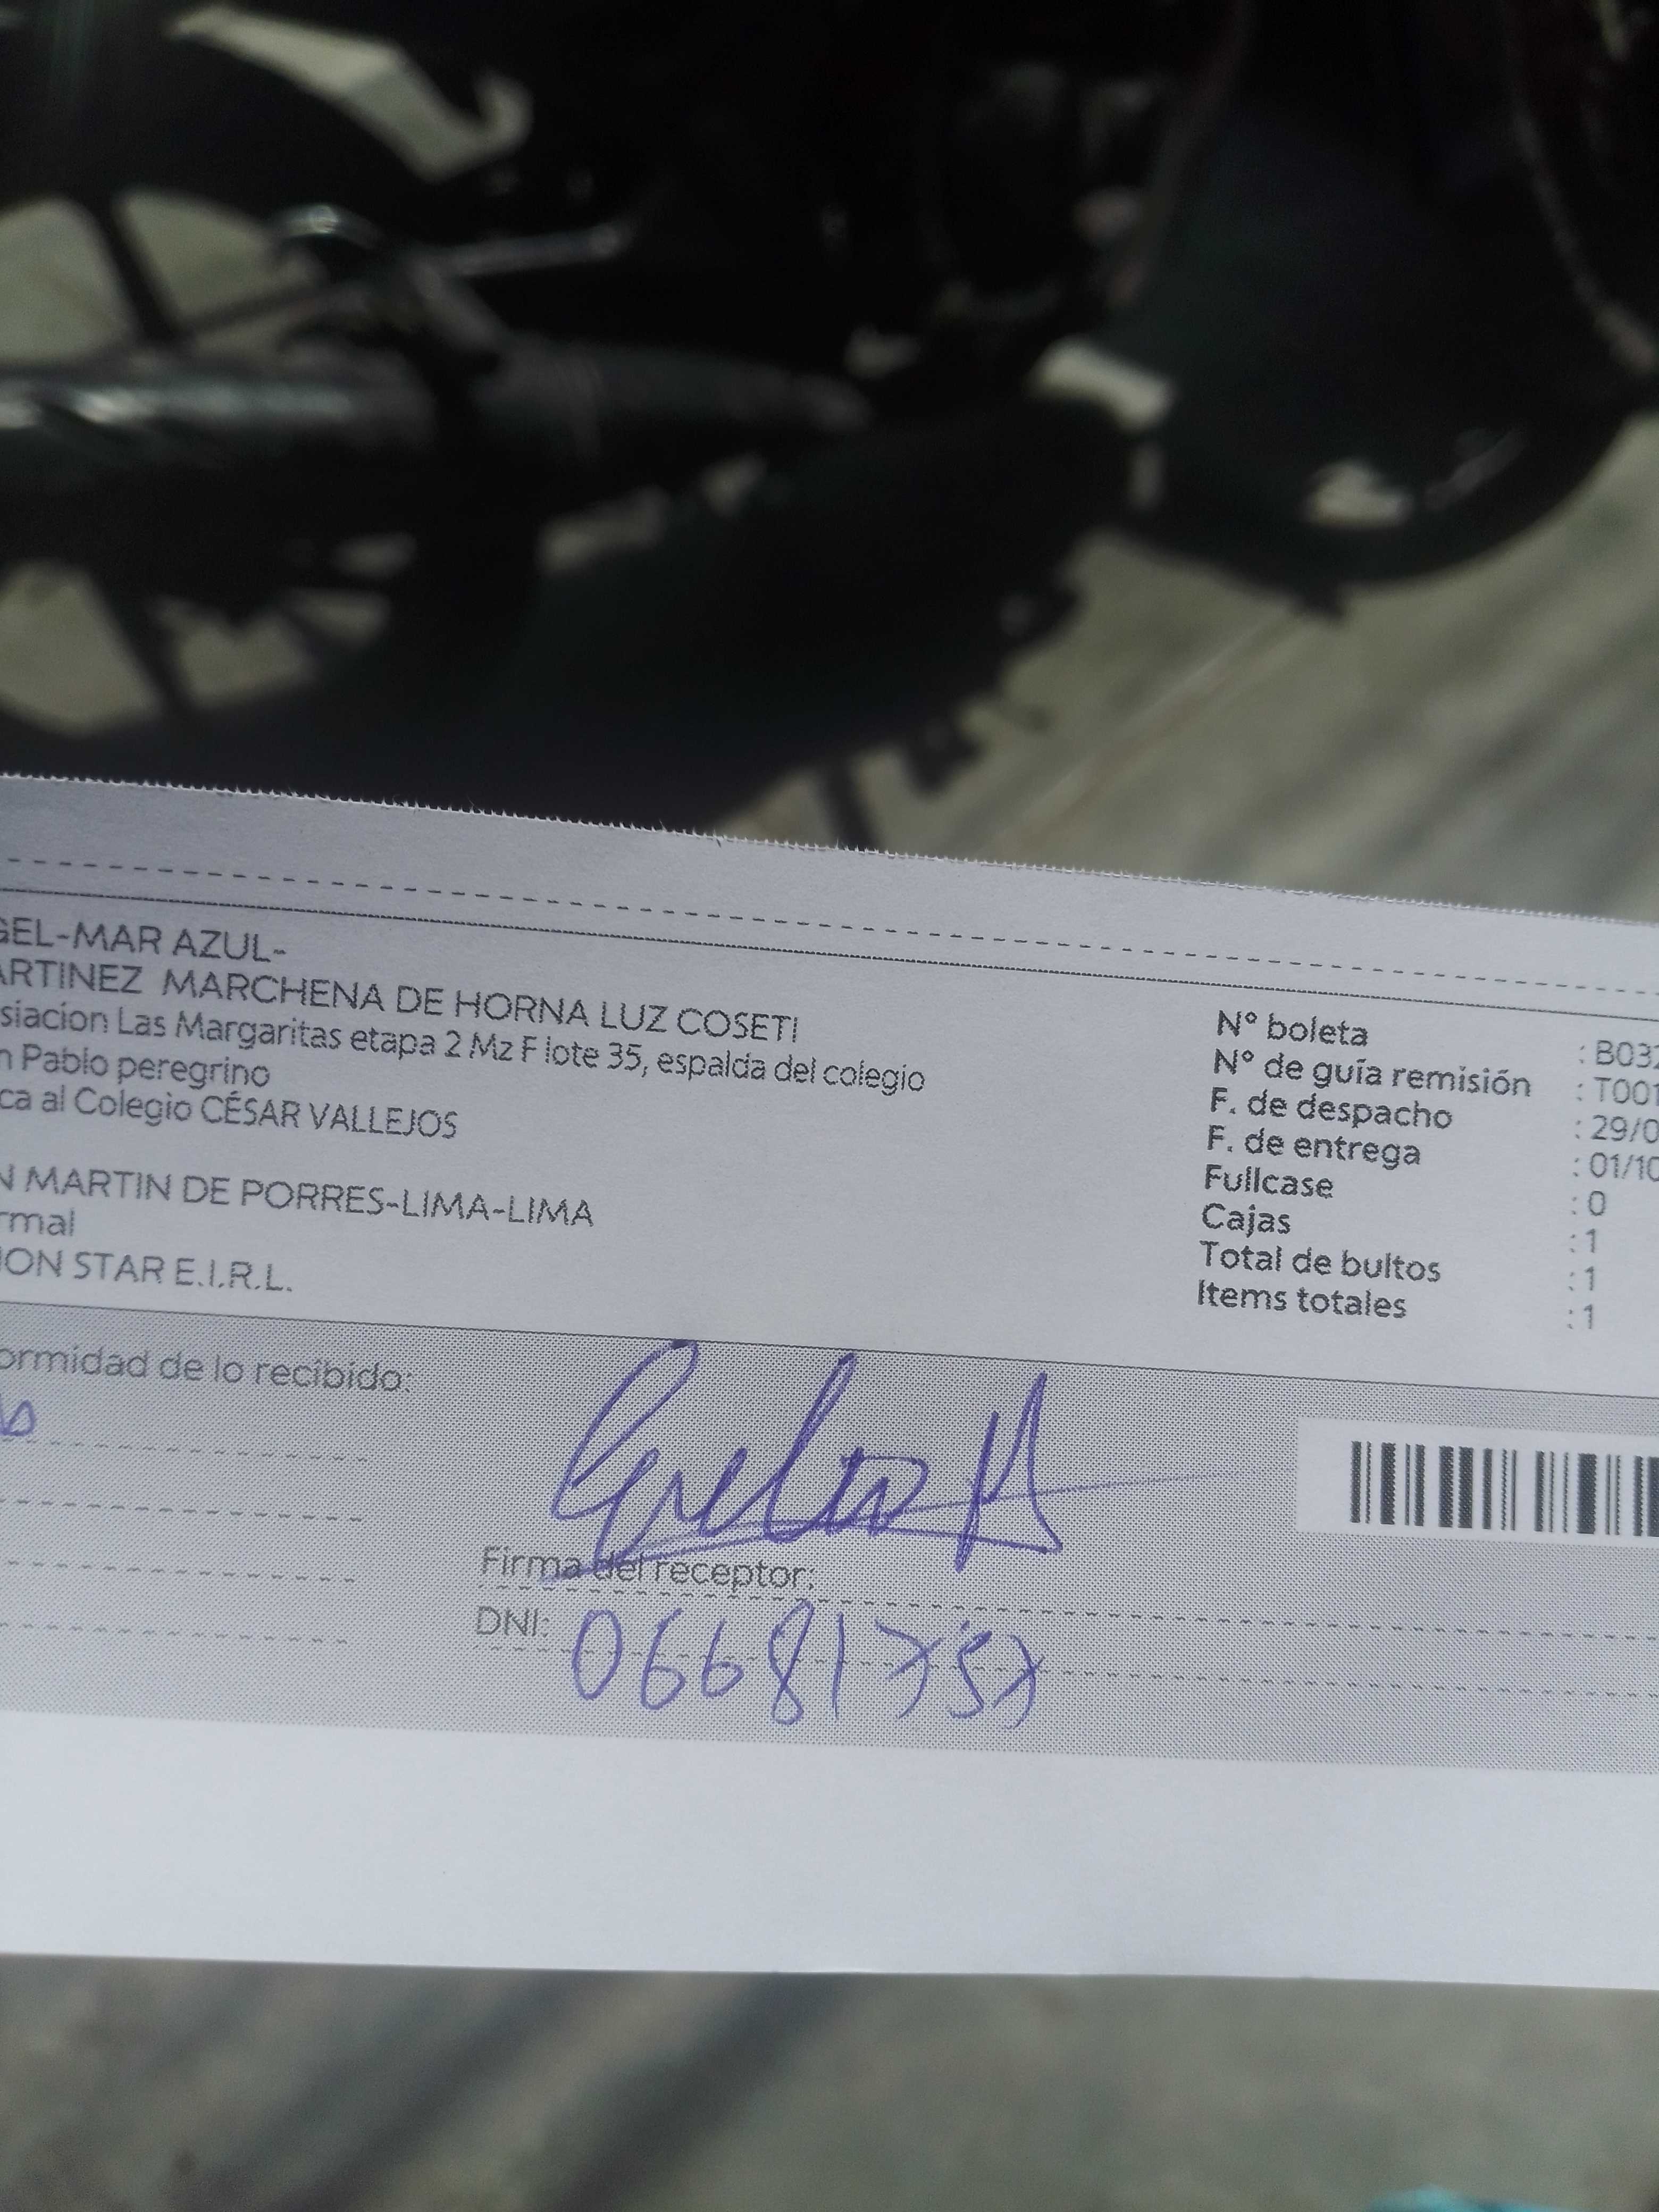 GEL-MAR AZUL-
ARTINEZ MARCHENA DE HORNA LUZ COSETI
siacion Las Margaritas etapa 2 Mz F lote 35, espalda del colegio
n Pablo peregrino
ca al Colegio CÉSAR VALLEJOS
N MARTIN DE PORRES-LIMA-LIMA
rmal
ION STAR E.I.R.L.
N° boleta : B032
N° de guía remisión : T001
F. de despacho : 29/0
F. de entrega : 01/10
Fullcase : 0
Cajas : 1
Total de bultos : 1
Items totales : 1
ormidad de lo recibido:
Firma del receptor:
DNI: 06681757